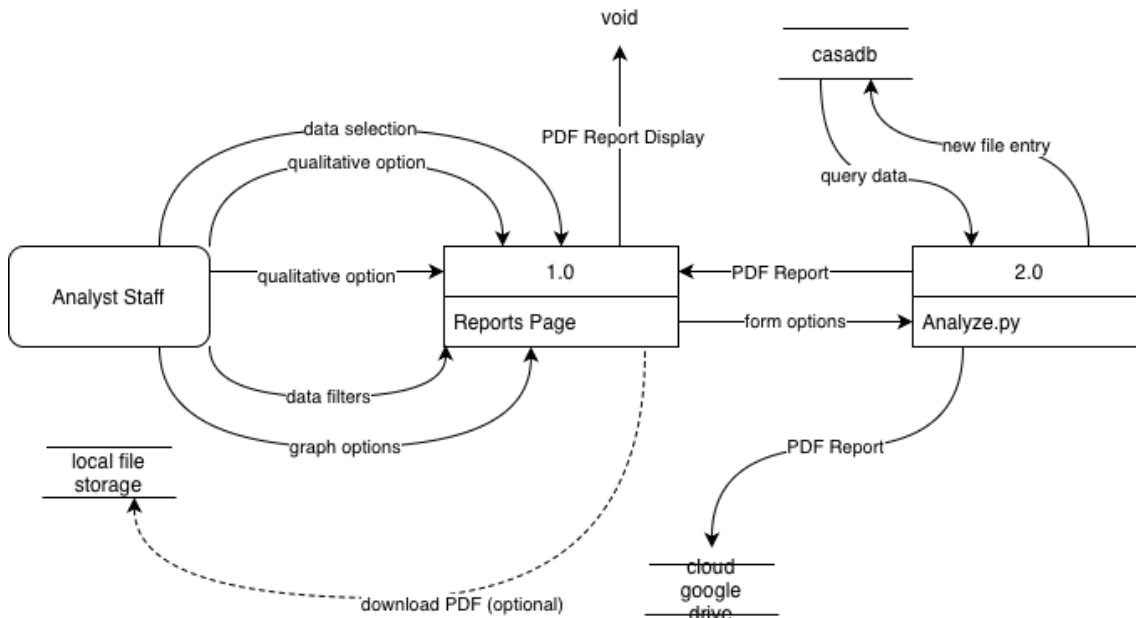 void
casadb
data selection
PDF Report Display
new file entry
qualitative option
query data
1.0
2.0
qualitative option
PDF Report
Analyst Staff
Reports Page
form options
Analyze.py
data filters
graph options
PDF Report
local file
storage
cloud
google
drive
download PDF (optional)